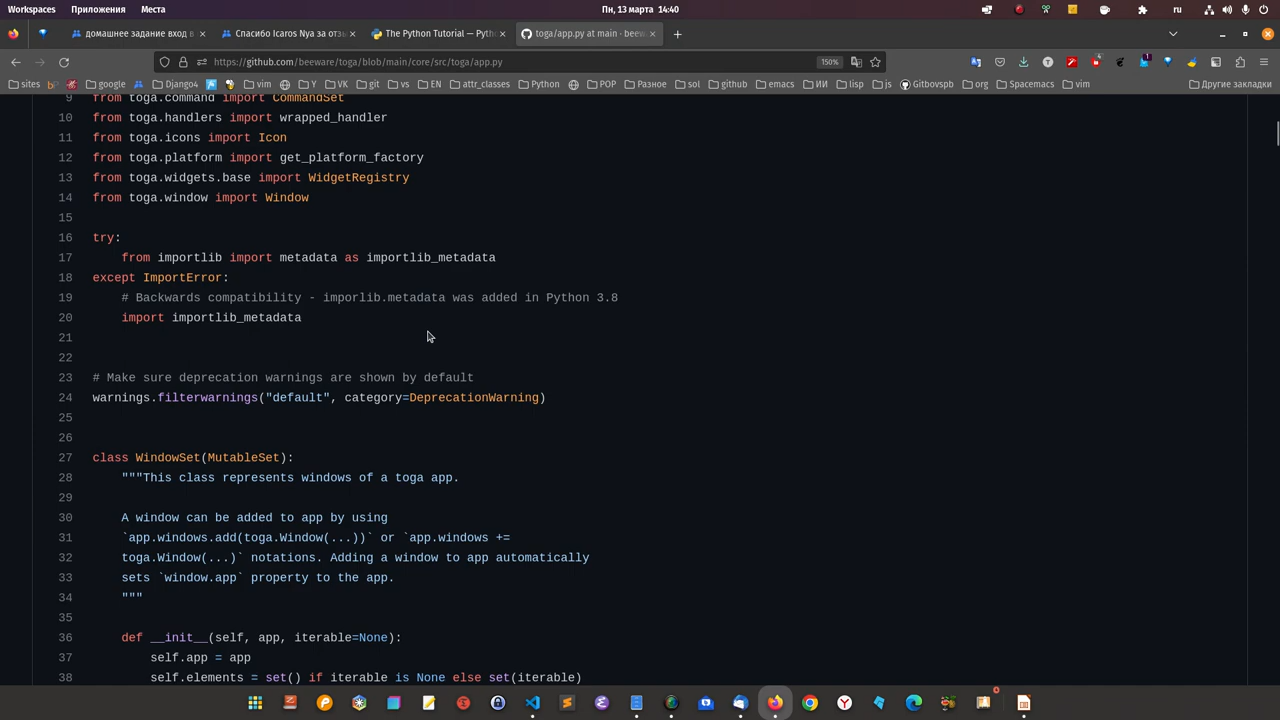 Workspaces Приложения Места Пн, 13 марта 14:40 ru
домашнее задание вход в Спасибо Icaros Nya за отзы The Python Tutorial — Pyth toga/app.py at main · beew
https://github.com/beeware/toga/blob/main/core/src/toga/app.py 150%
sites google Django4 vim Y VK git vs EN attr_classes Python POP Разное sol github emacs ИИ lisp js Gitbovspb org Spacemacs vim Другие закладки
9 from toga.command import CommandSet
10 from toga.handlers import wrapped_handler
11 from toga.icons import Icon
12 from toga.platform import get_platform_factory
13 from toga.widgets.base import WidgetRegistry
14 from toga.window import Window
15
16 try:
17 from importlib import metadata as importlib_metadata
18 except ImportError:
19 # Backwards compatibility - imporlib.metadata was added in Python 3.8
20 import importlib_metadata
21
22
23 # Make sure deprecation warnings are shown by default
24 warnings.filterwarnings("default", category=DeprecationWarning)
25
26
27 class WindowSet(MutableSet):
28 """This class represents windows of a toga app.
29
30 A window can be added to app by using
31 `app.windows.add(toga.Window(...))` or `app.windows +=
32 toga.Window(...)` notations. Adding a window to app automatically
33 sets `window.app` property to the app.
34 """
35
36 def __init__(self, app, iterable=None):
37 self.app = app
38 self.elements = set() if iterable is None else set(iterable)